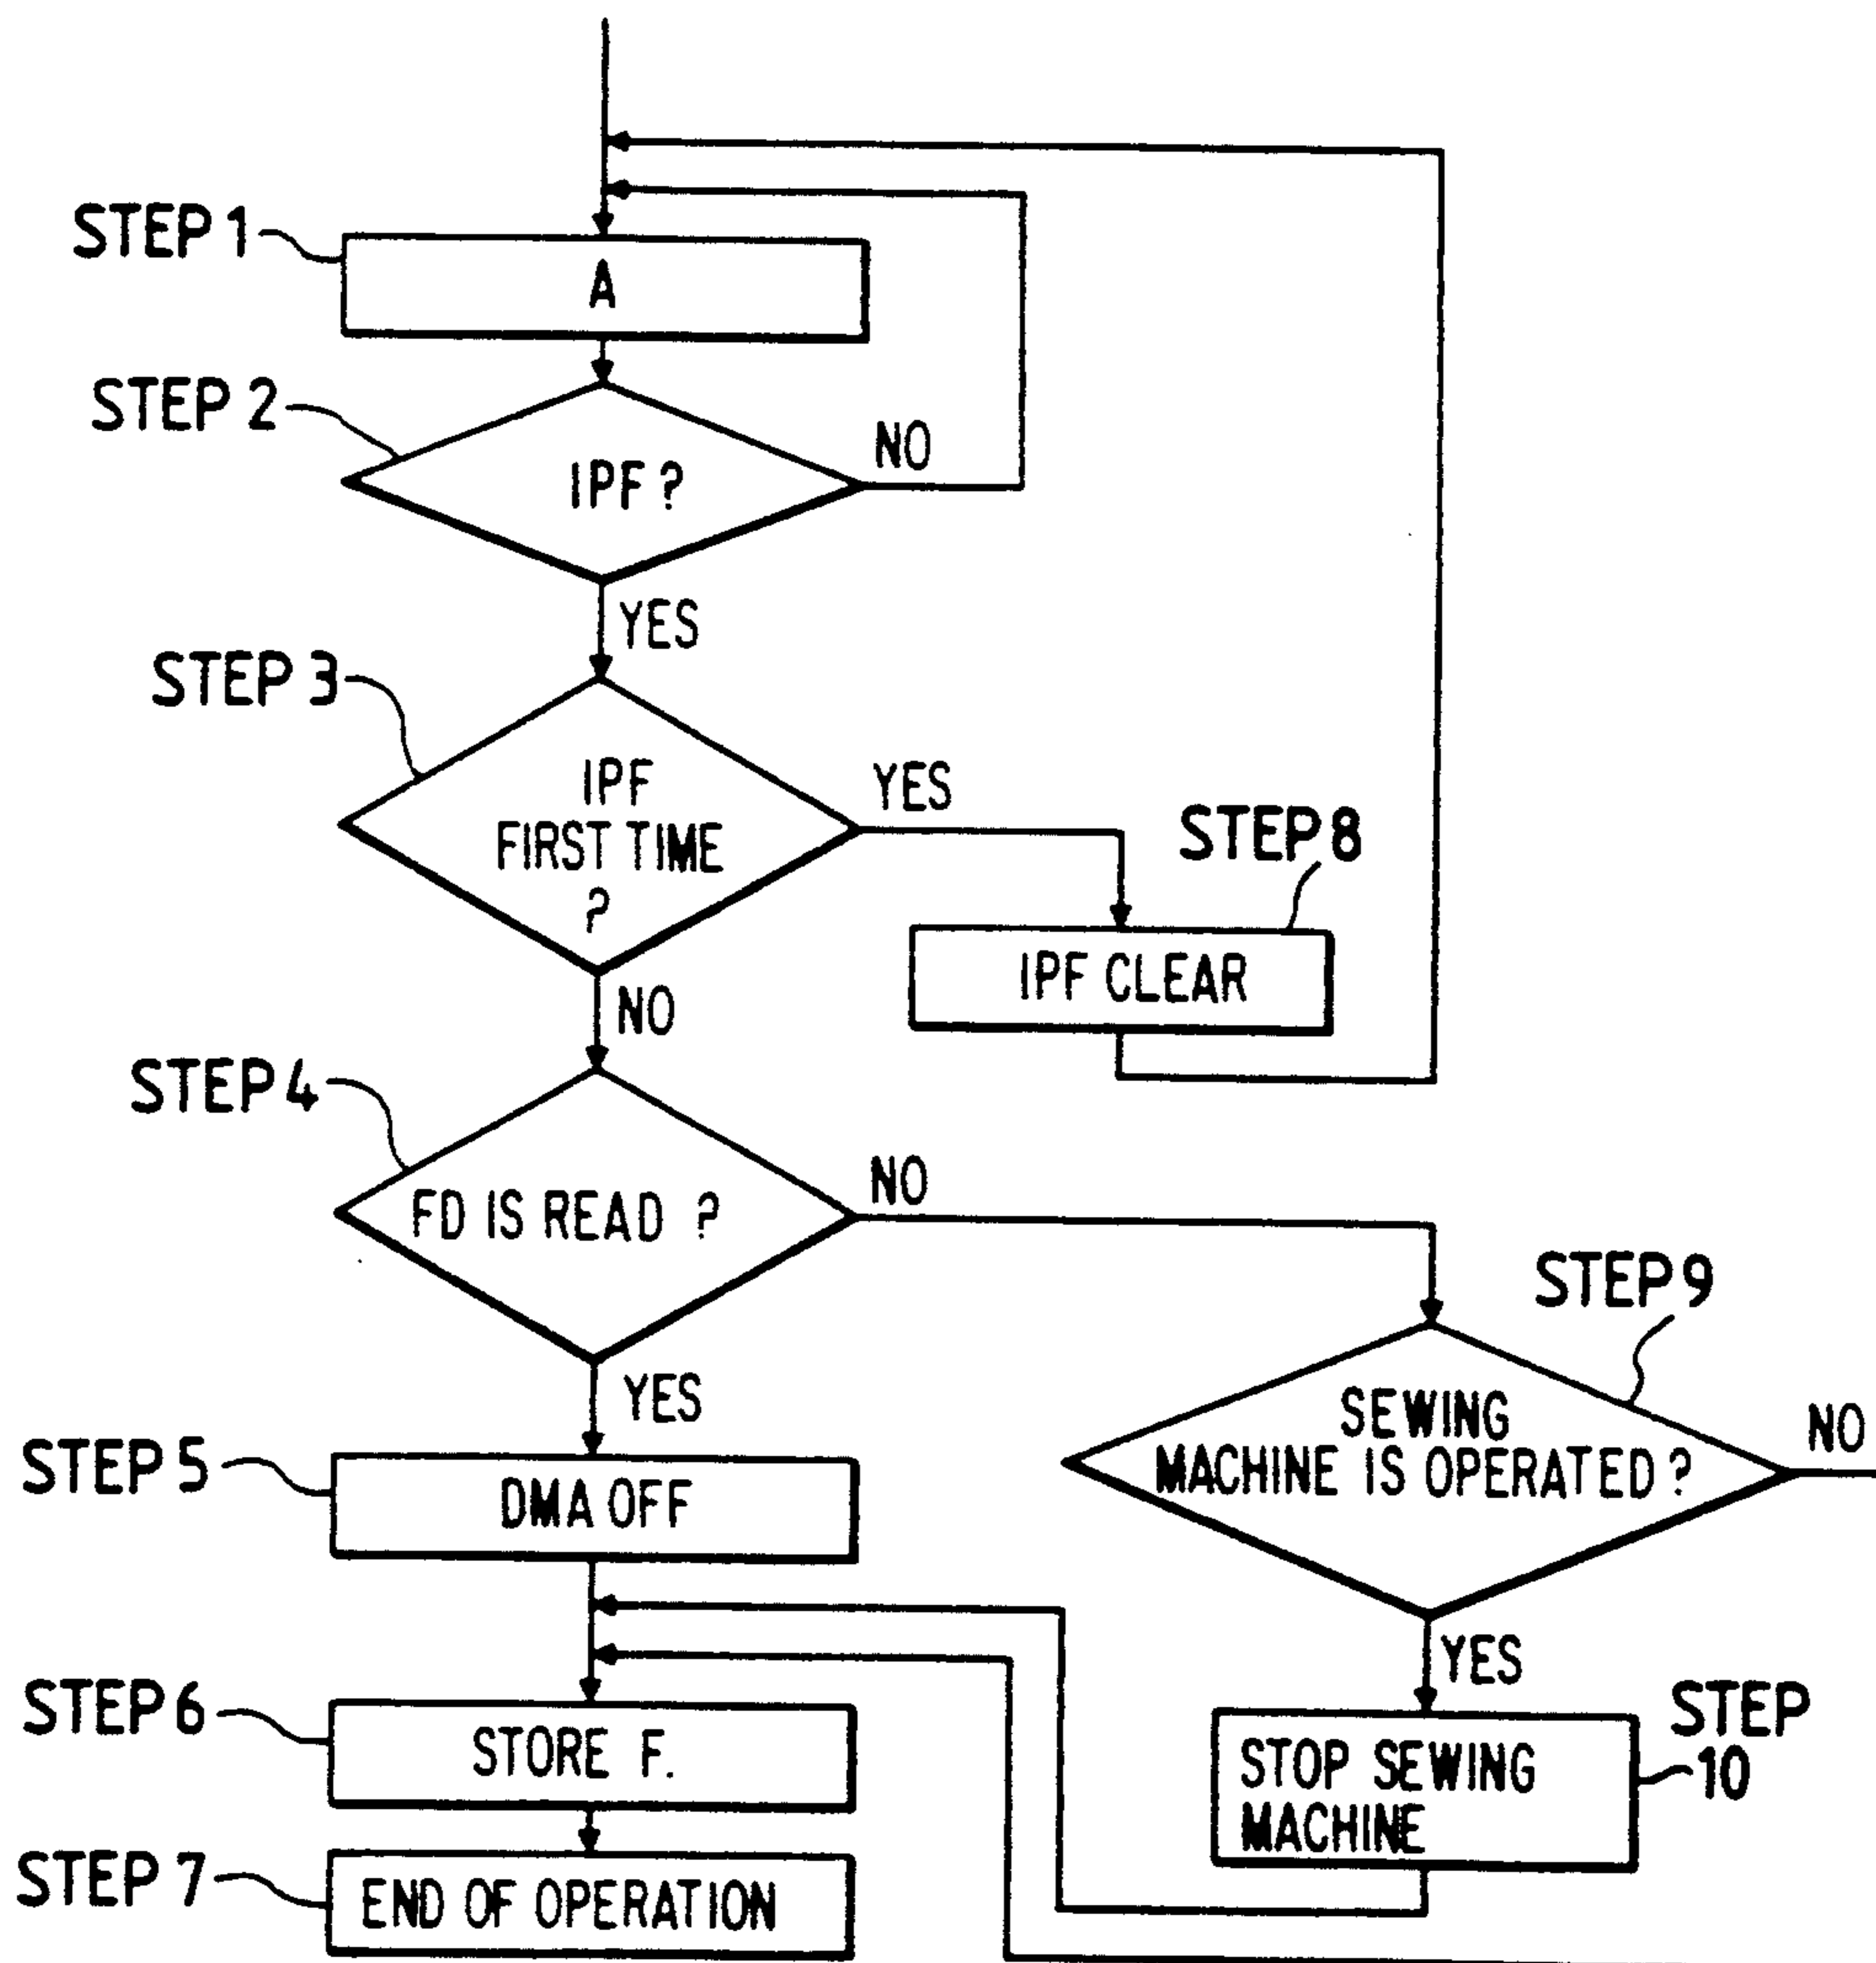 STEP 1
A
STEP 2
IPF ?
NO
YES
STEP 3
IPF
FIRST TIME
?
YES
NO
STEP 8
IPF CLEAR
STEP 4
FD IS READ ?
NO
YES
STEP 9
SEWING
MACHINE IS OPERATED ?
NO
YES
STEP 5
DMA OFF
STEP 6
STORE F.
STEP
10
STOP SEWING
MACHINE
STEP 7
END OF OPERATION